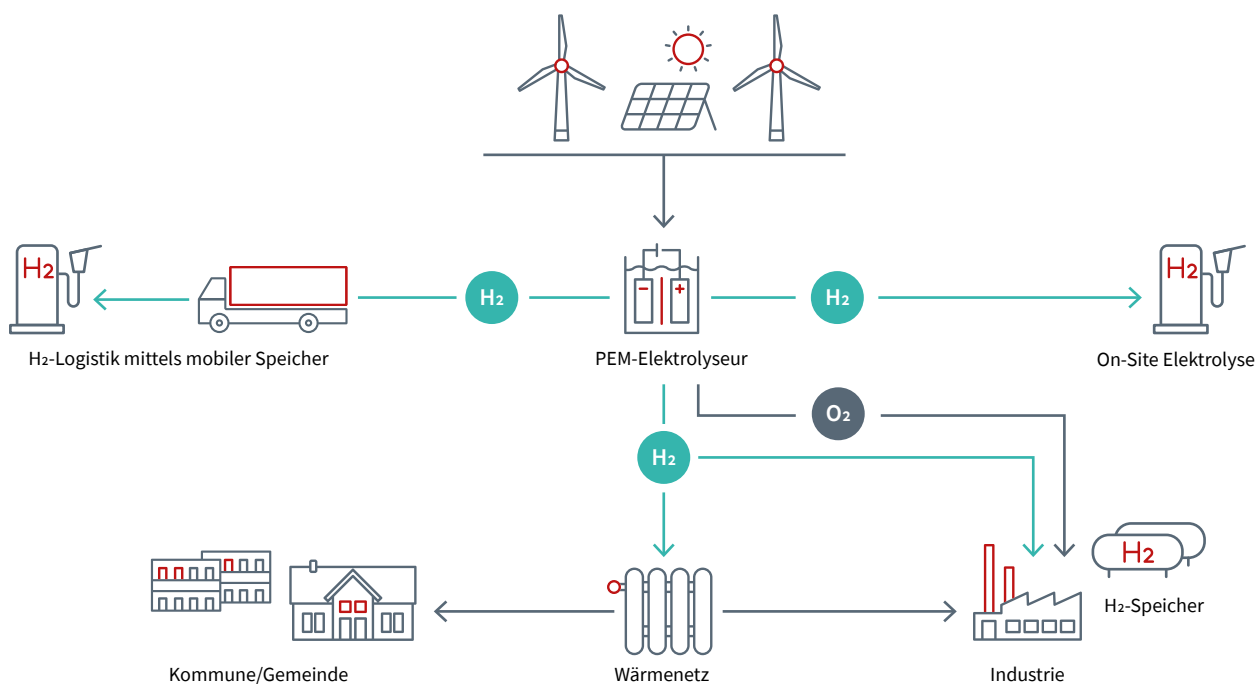 H2
H₂
− +
H₂
H2
H₂-Logistik mittels mobiler Speicher
PEM-Elektrolyseur
On-Site Elektrolyse
O₂
H₂
H2
H₂-Speicher
Kommune/Gemeinde
Wärmenetz
Industrie